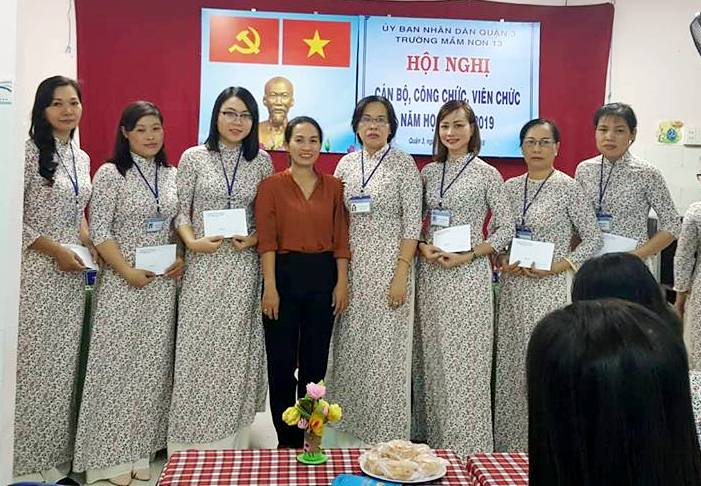 ỦY BAN NHÂN DÂN QUẬN 3
TRƯỜNG MẦM NON 13
HỘI NGHỊ
CÁN BỘ, CÔNG CHỨC, VIÊN CHỨC
NĂM HỌC 2019
Quận 3,